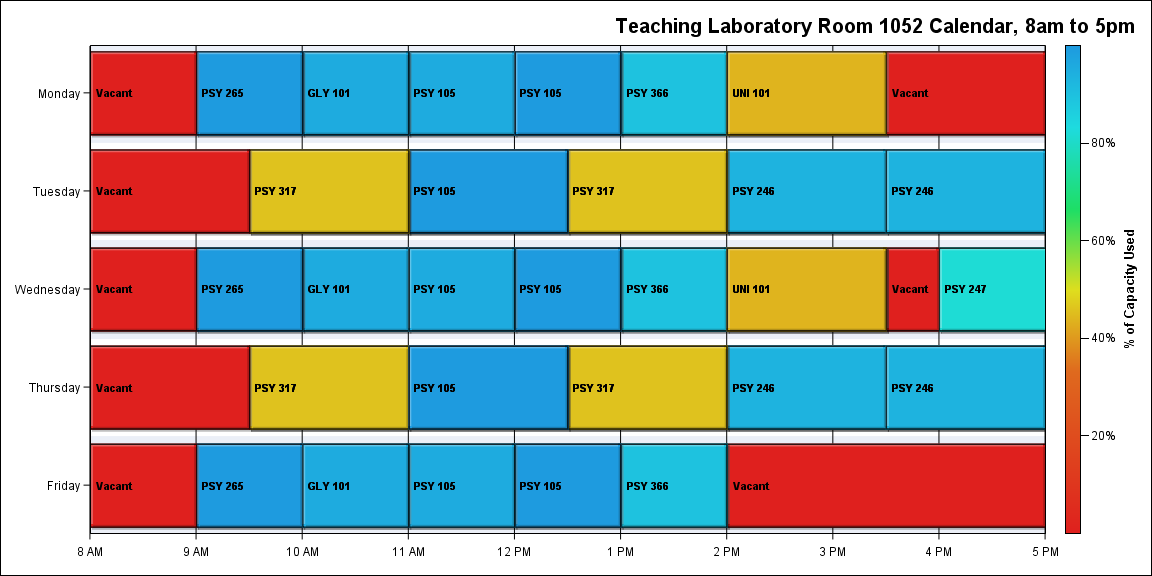 Teaching Laboratory Room 1052 Calendar, 8am to 5pm
Monday
Vacant
PSY 265
GLY 101
PSY 105
PSY 105
PSY 366
UNI 101
Vacant
Tuesday
Vacant
PSY 317
PSY 105
PSY 317
PSY 246
PSY 246
Wednesday
Vacant
PSY 265
GLY 101
PSY 105
PSY 105
PSY 366
UNI 101
Vacant
PSY 247
Thursday
Vacant
PSY 317
PSY 105
PSY 317
PSY 246
PSY 246
Friday
Vacant
PSY 265
GLY 101
PSY 105
PSY 105
PSY 366
Vacant
8 AM
9 AM
10 AM
11 AM
12 PM
1 PM
2 PM
3 PM
4 PM
5 PM
80%
60%
40%
20%
% of Capacity Used